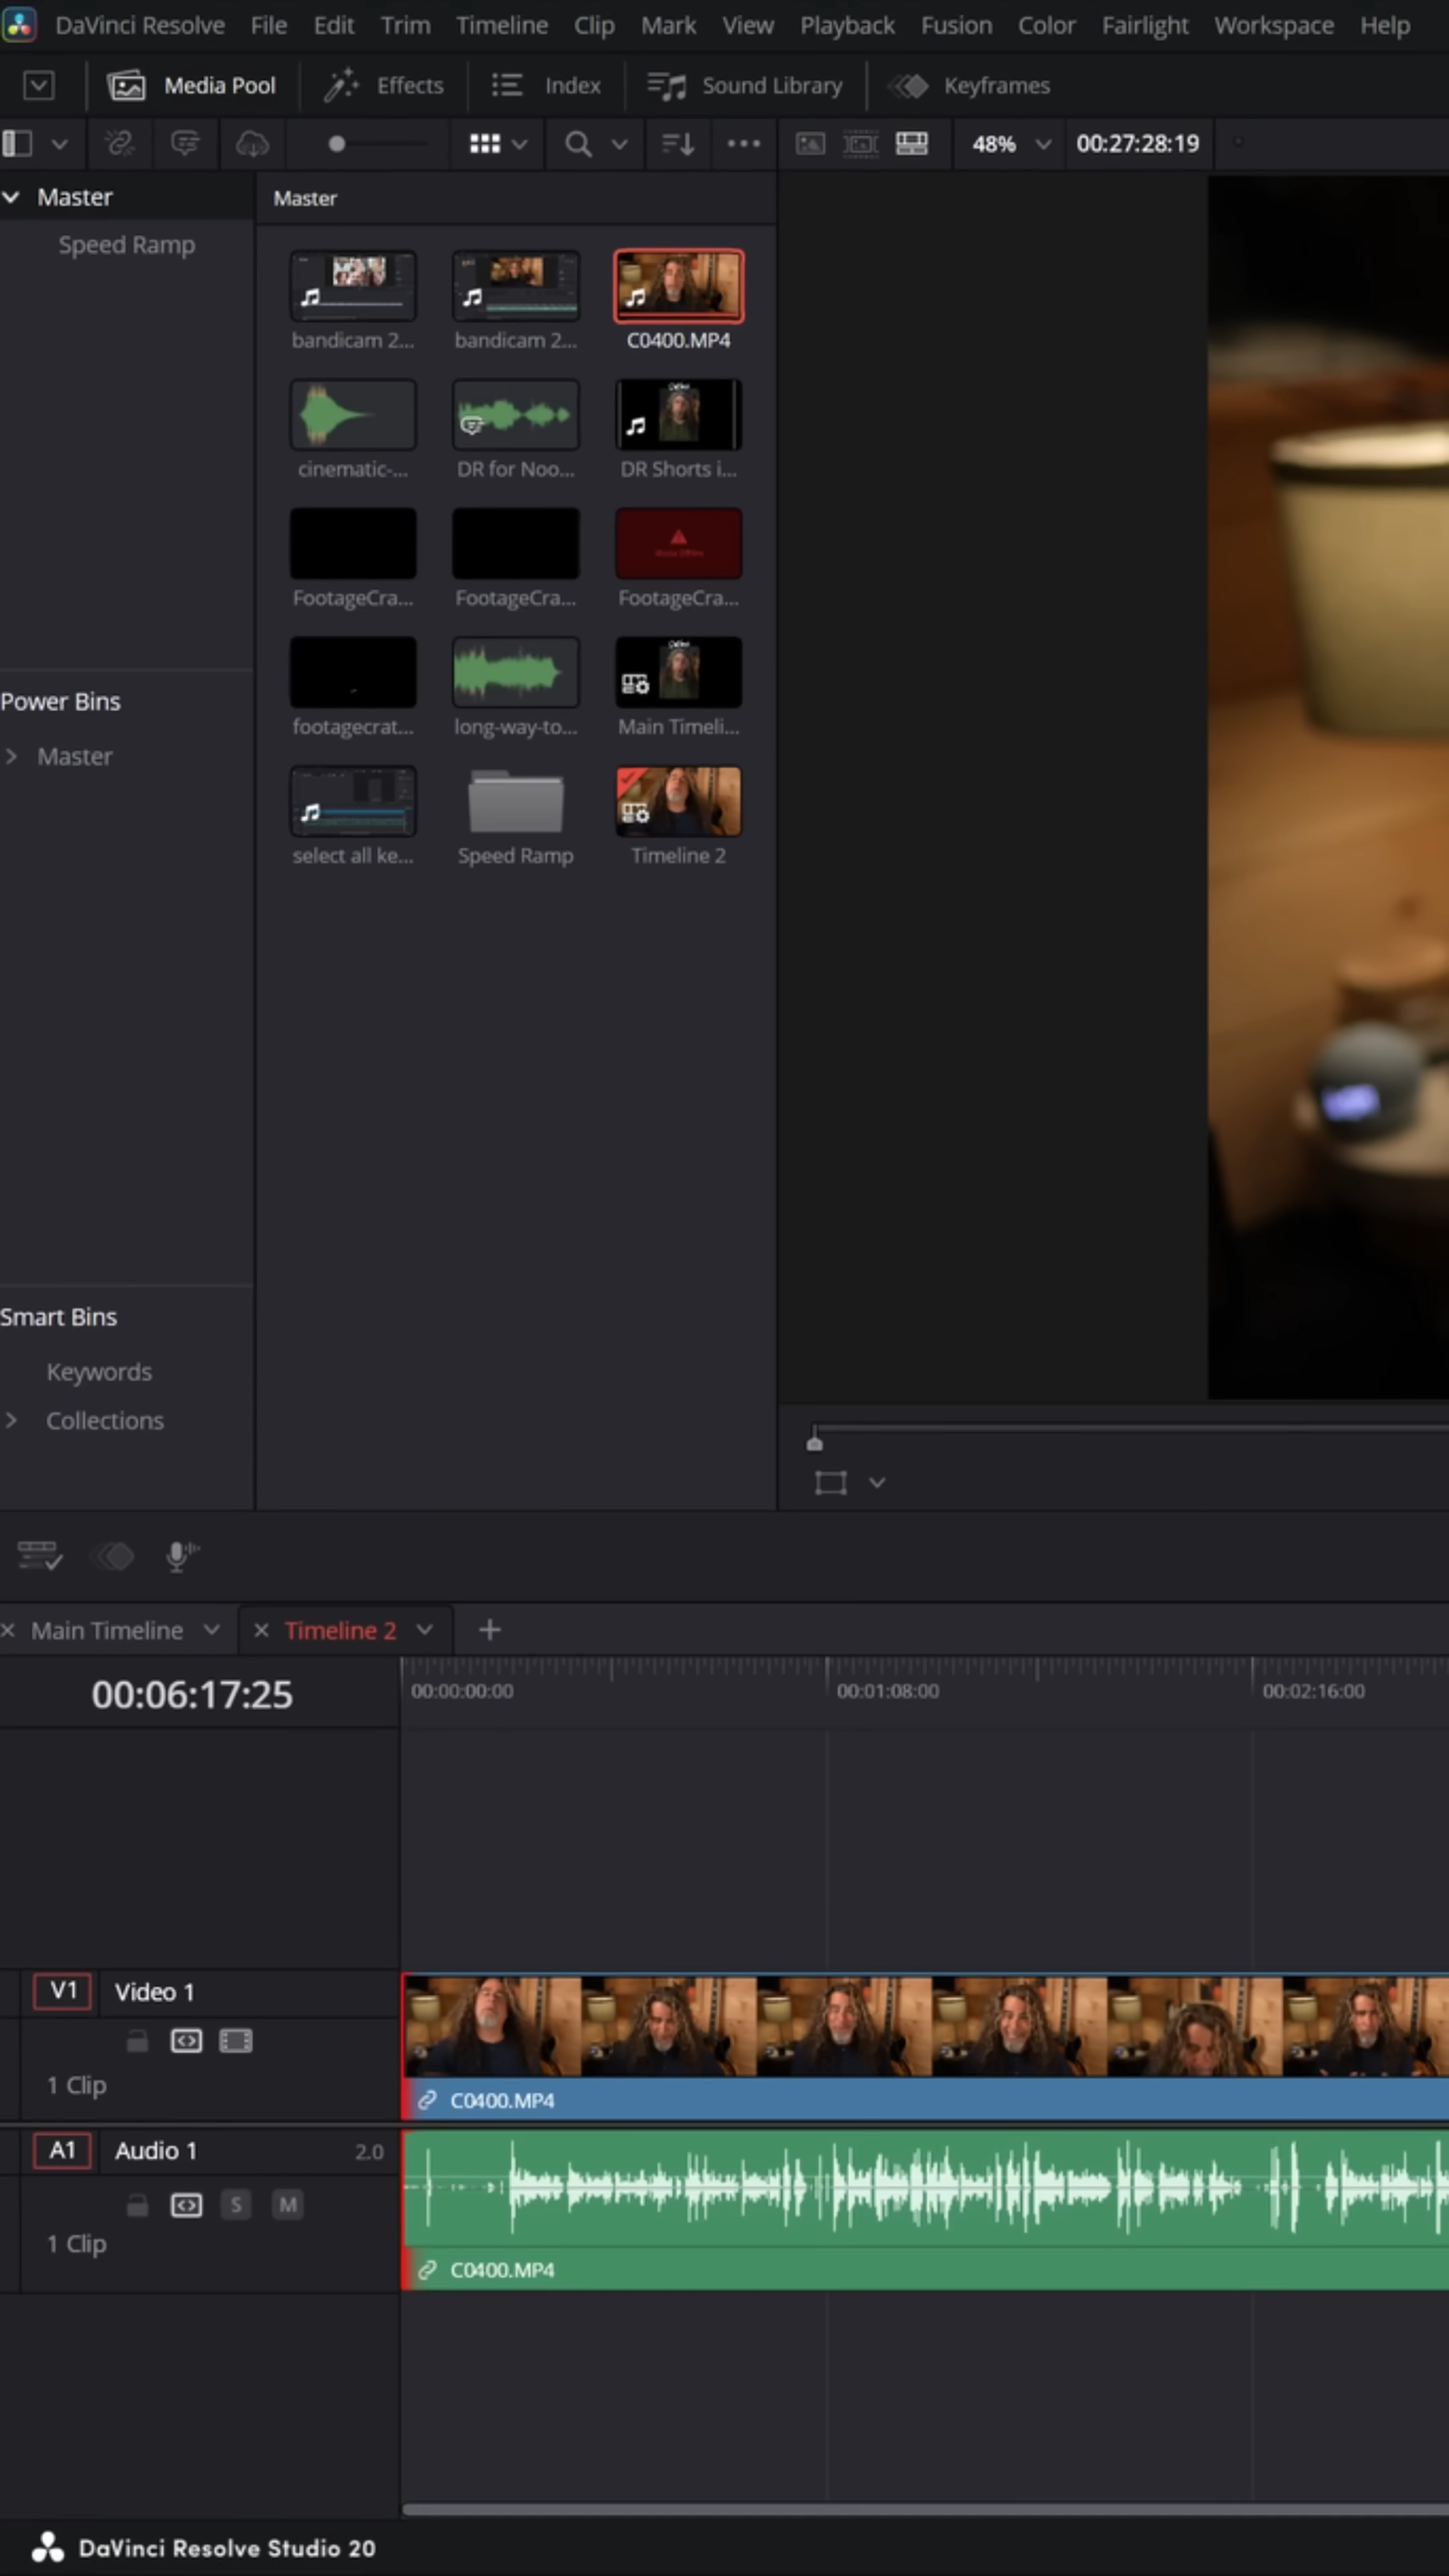 DaVinci Resolve File Edit Trim Timeline Clip Mark View Playback Fusion Color Fairlight Workspace Help
Media Pool Effects Index Sound Library Keyframes
48% 00:27:28:19
Master
Speed Ramp
Master
bandicam 2... bandicam 2... C0400.MP4
cinematic-... DR for Noo... DR Shorts i...
FootageCra... FootageCra... FootageCra...
footagecrat... long-way-to... Main Timeli...
select all ke... Speed Ramp Timeline 2
Power Bins
Master
Smart Bins
Keywords
Collections
Main Timeline Timeline 2
00:06:17:25 00:00:00:00 00:01:08:00 00:02:16:00
V1 Video 1
1 Clip
C0400.MP4
A1 Audio 1 2.0
S M
1 Clip
C0400.MP4
DaVinci Resolve Studio 20